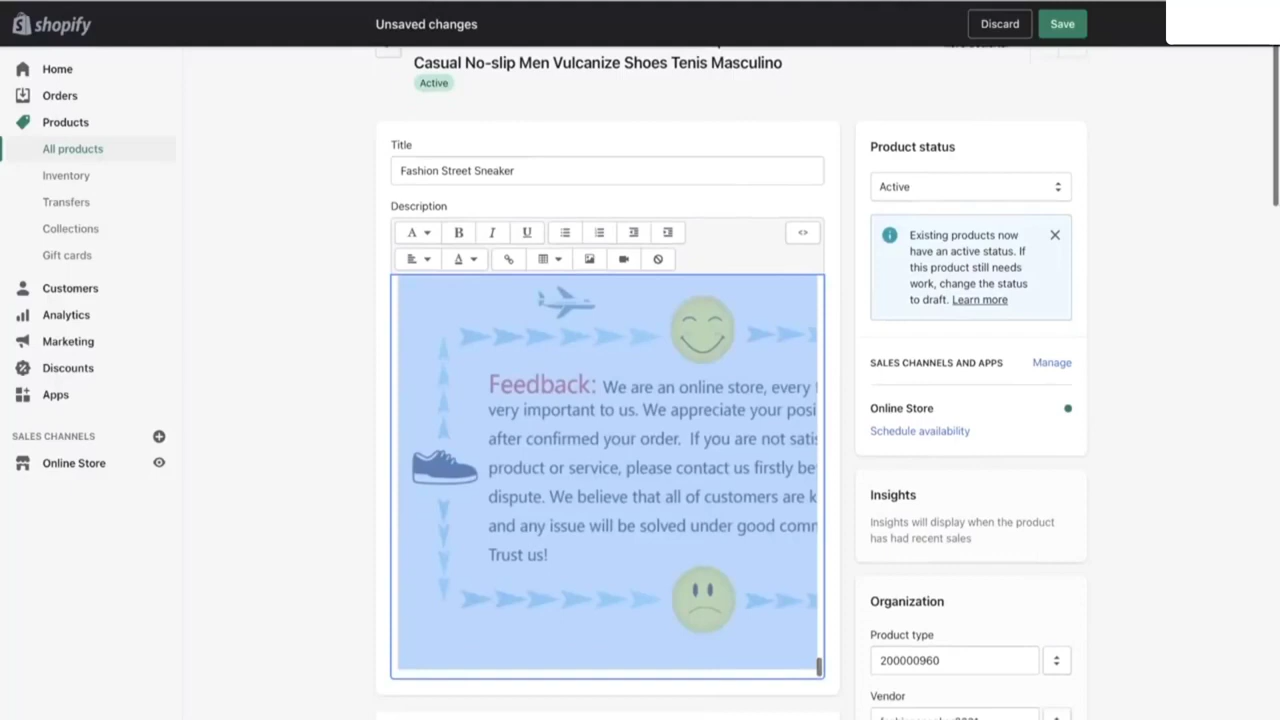 shopify
Unsaved changes
Discard
Save
Home
Orders
Products
All products
Inventory
Transfers
Collections
Gift cards
Customers
Analytics
Marketing
Discounts
Apps
SALES CHANNELS
Online Store
Casual No-slip Men Vulcanize Shoes Tenis Masculino
Active
Title
Fashion Street Sneaker
Description
A
B
I
U
A
<>
Feedback: We are an online store, every
very important to us. We appreciate your posi
after confirmed your order. If you are not sati
product or service, please contact us firstly be
dispute. We believe that all of customers are k
and any issue will be solved under good comm
Trust us!
Product status
Active
Existing products now
have an active status. If
this product still needs
work, change the status
to draft. Learn more
SALES CHANNELS AND APPS
Manage
Online Store
Schedule availability
Insights
Insights will display when the product
has had recent sales
Organization
Product type
200000960
Vendor